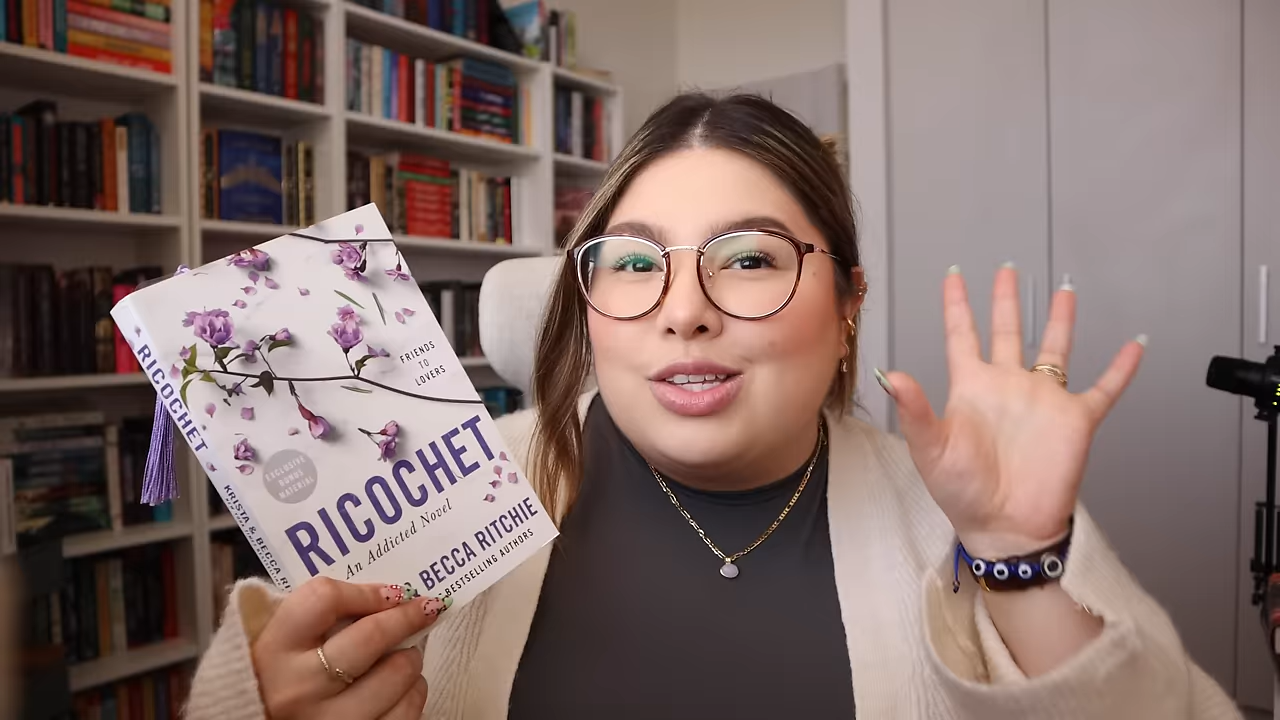 FRIENDS
TO
LOVERS
EXCLUSIVE
BONUS
MATERIAL
RICOCHET
An Addicted Novel
BECCA RITCHIE
BESTSELLING AUTHORS
RICOCHET
KRISTA & BECCA